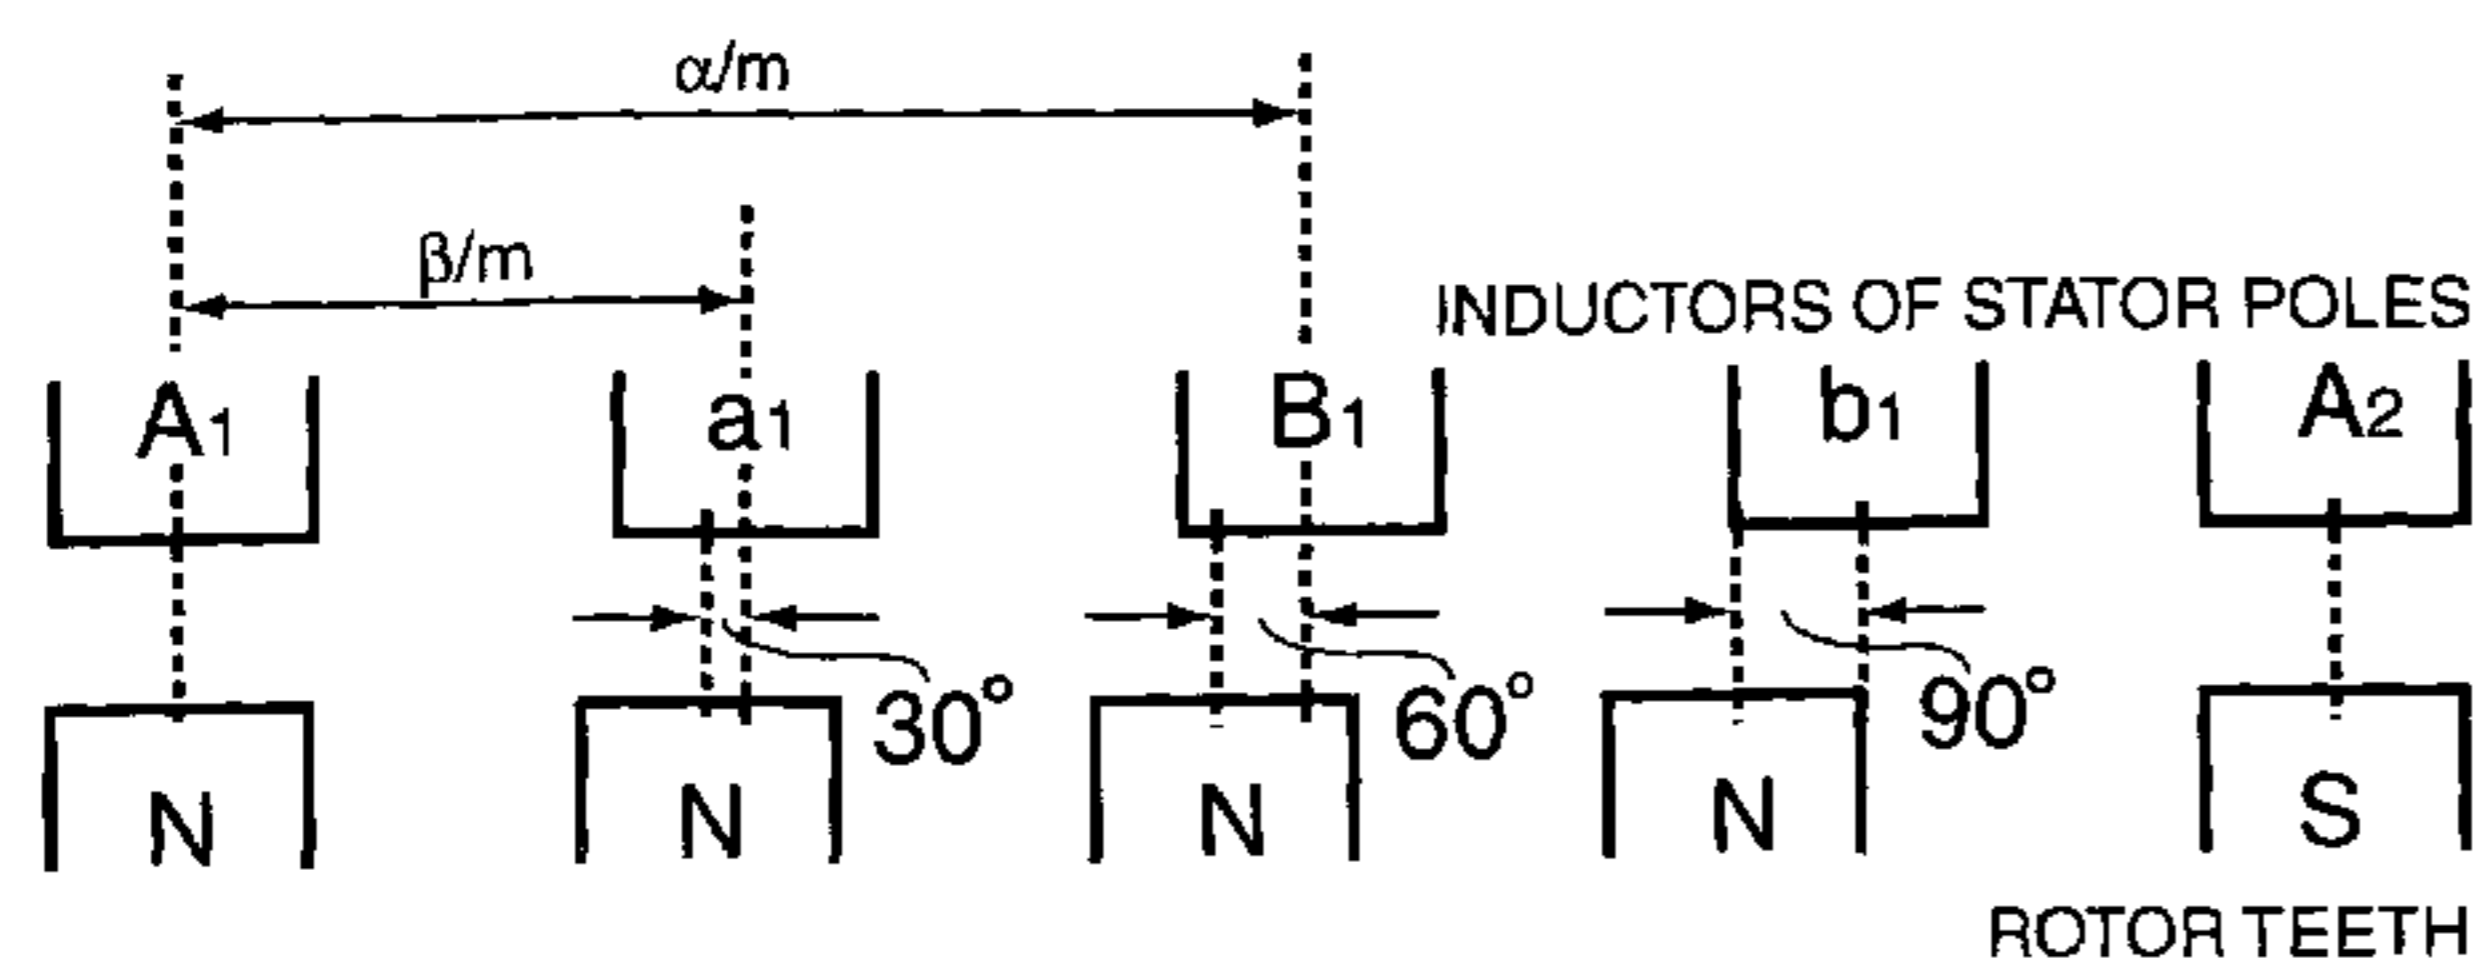 α/m
β/m
INDUCTORS OF STATOR POLES
A1 a1 B1 b1 A2
30° 60° 90°
N N N N S
ROTOR TEETH